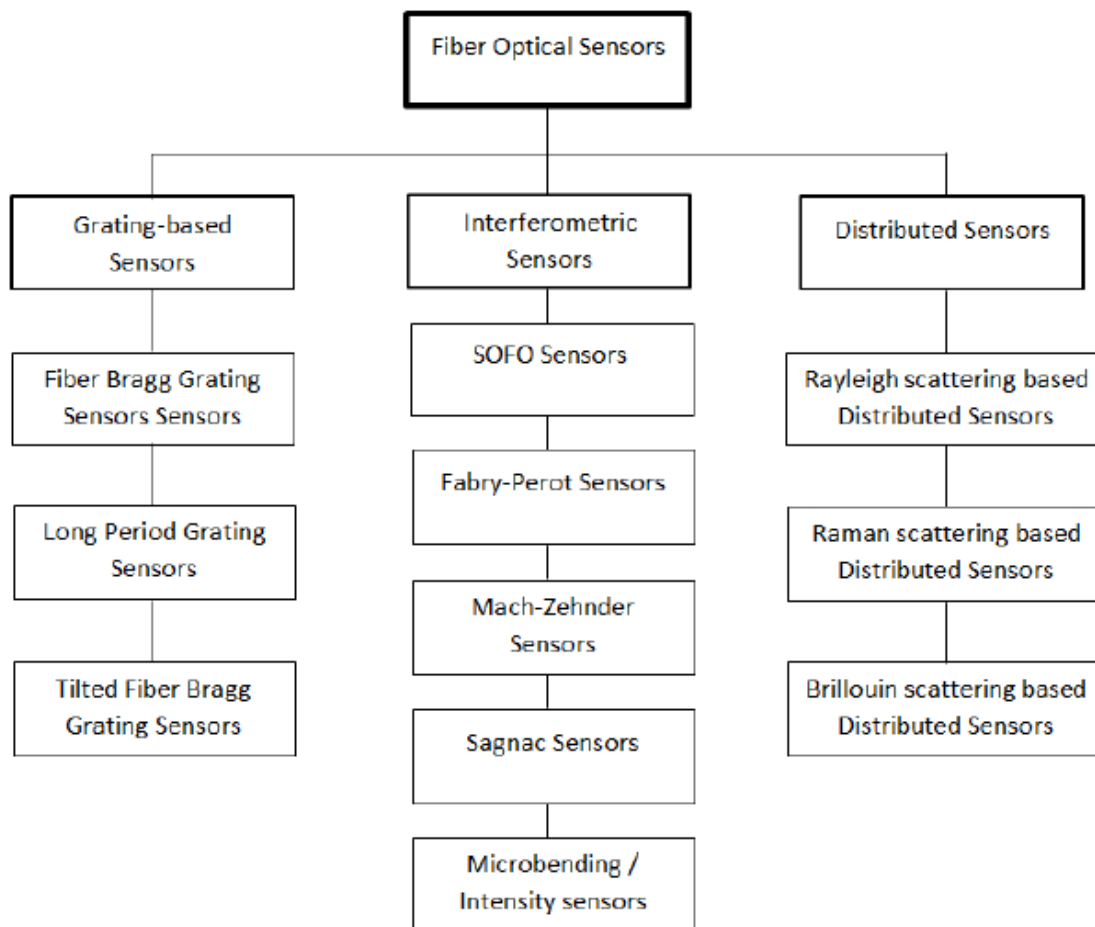 Fiber Optical Sensors
Grating-based
Sensors
Fiber Bragg Grating
Sensors Sensors
Long Period Grating
Sensors
Tilted Fiber Bragg
Grating Sensors
Interferometric
Sensors
SOFO Sensors
Fabry-Perot Sensors
Mach-Zehnder
Sensors
Sagnac Sensors
Microbending /
Intensity sensors
Distributed Sensors
Rayleigh scattering based
Distributed Sensors
Raman scattering based
Distributed Sensors
Brillouin scattering based
Distributed Sensors